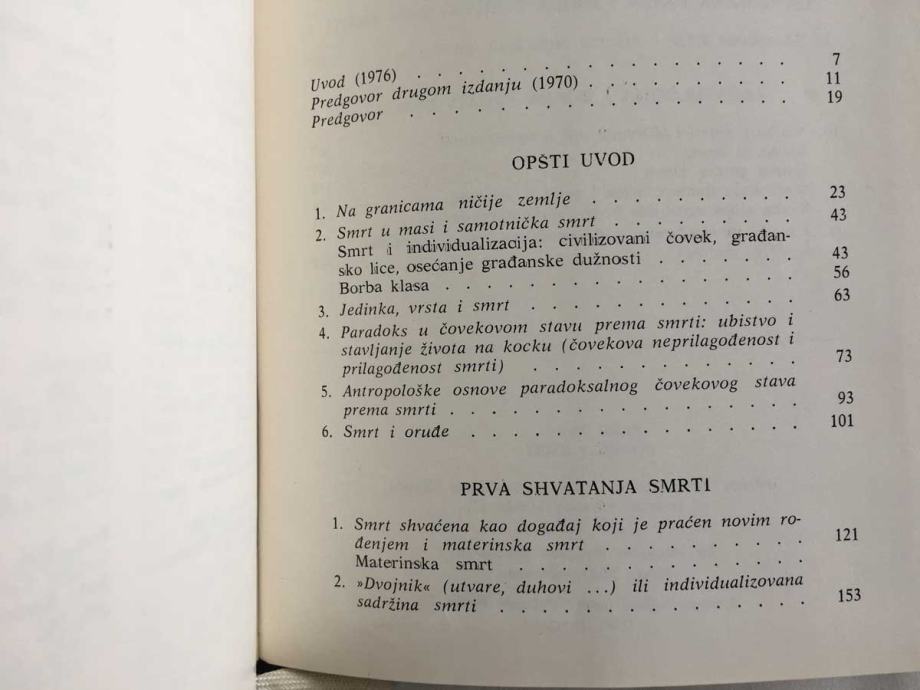 Uvod (1976) . . . . . . . . . . . . . . . . . 7
Predgovor drugom izdanju (1970) . . . . . . . . . 11
Predgovor . . . . . . . . . . . . . . . . . 19
OPŠTI UVOD
1. Na granicama ničije zemlje . . . . . . . . . 23
2. Smrt u masi i samotnička smrt . . . . . . . . 43
Smrt i individualizacija: civilizovani čovek, građan-
sko lice, osećanje građanske dužnosti . . . . . . 43
Borba klasa . . . . . . . . . . . . . . . . 56
3. Jedinka, vrsta i smrt . . . . . . . . . . . . 63
4. Paradoks u čovekovom stavu prema smrti: ubistvo i
stavljanje života na kocku (čovekova neprilagođenost i
prilagođenost smrti) . . . . . . . . . . . . 73
5. Antropološke osnove paradoksalnog čovekovog stava
prema smrti . . . . . . . . . . . . . . . . 93
6. Smrt i oruđe . . . . . . . . . . . . . . . 101
PRVA SHVATANJA SMRTI
1. Smrt shvaćena kao događaj koji je praćen novim ro-
đenjem i materinska smrt . . . . . . . . . . 121
Materinska smrt . . . . . . . . . . . . . .
2. »Dvojnik« (utvare, duhovi ...) ili individualizovana
sadržina smrti . . . . . . . . . . . . . . 153